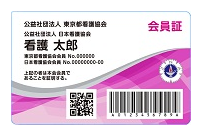 公益社団法人 東京都看護協会
会員証
公益社団法人 日本看護協会
看護 太郎
東京都看護協会会員 No.000000
日本看護協会会員 No.00000000-00
上記の者は本会会員で
あることを証明します。